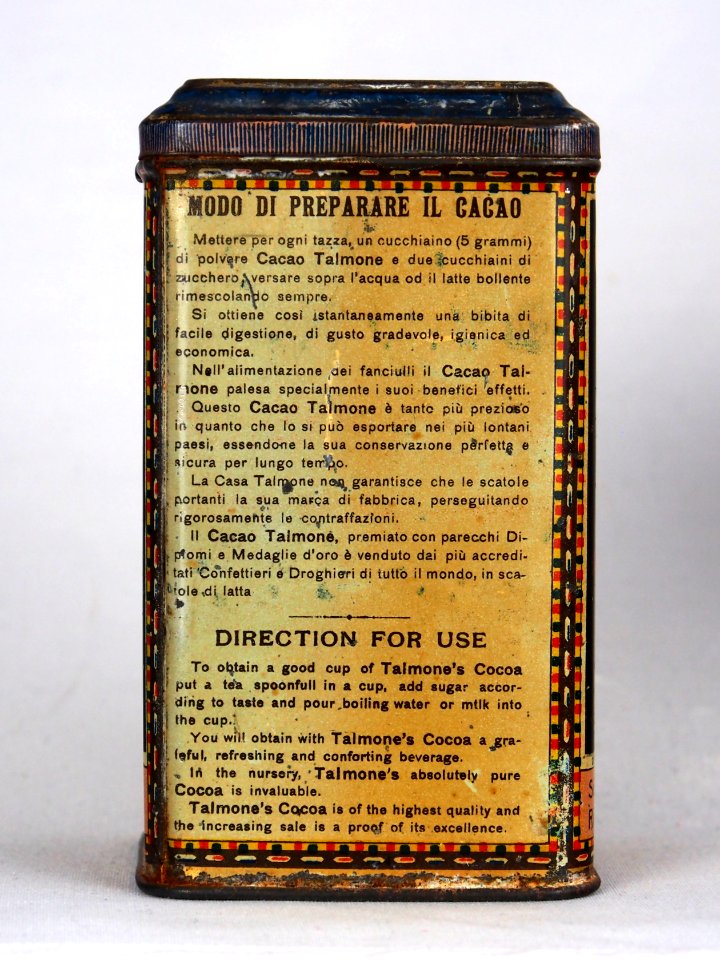 MODO DI PREPARARE IL CACAO
Mettere per ogni tazza, un cucchiaino (5 grammi)
di polvere Cacao Talmone e due cucchiaini di
zucchero, versare sopra l'acqua od il latte bollente
rimescolando sempre.
Si ottiene così istantaneamente una bibita di
facile digestione, di gusto gradevole, igienica ed
economica.
Nell'alimentazione dei fanciulli il Cacao Tal-
mone palesa specialmente i suoi benefici effetti.
Questo Cacao Talmone è tanto più prezioso
in quanto che lo si può esportare nei più lontani
paesi, essendone la sua conservazione perfetta e
sicura per lungo tempo.
La Casa Talmone non garantisce che le scatole
portanti la sua marca di fabbrica, perseguitando
rigorosamente le contraffazioni.
Il Cacao Talmone, premiato con parecchi Di-
plomi e Medaglie d'oro è venduto dai più accredi-
tati Confettieri e Droghieri di tutto il mondo, in sca-
tole di latta
DIRECTION FOR USE
To obtain a good cup of Talmone's Cocoa
put a tea spoonfull in a cup, add sugar accor-
ding to taste and pour boiling water or mtlk into
the cup.
You will obtain with Talmone's Cocoa a gra-
teful, refreshing and conforting beverage.
In the nursery, Talmone's absolutely pure
Cocoa is invaluable.
Talmone's Cocoa is of the highest quality and
the increasing sale is a proof of its excellence.